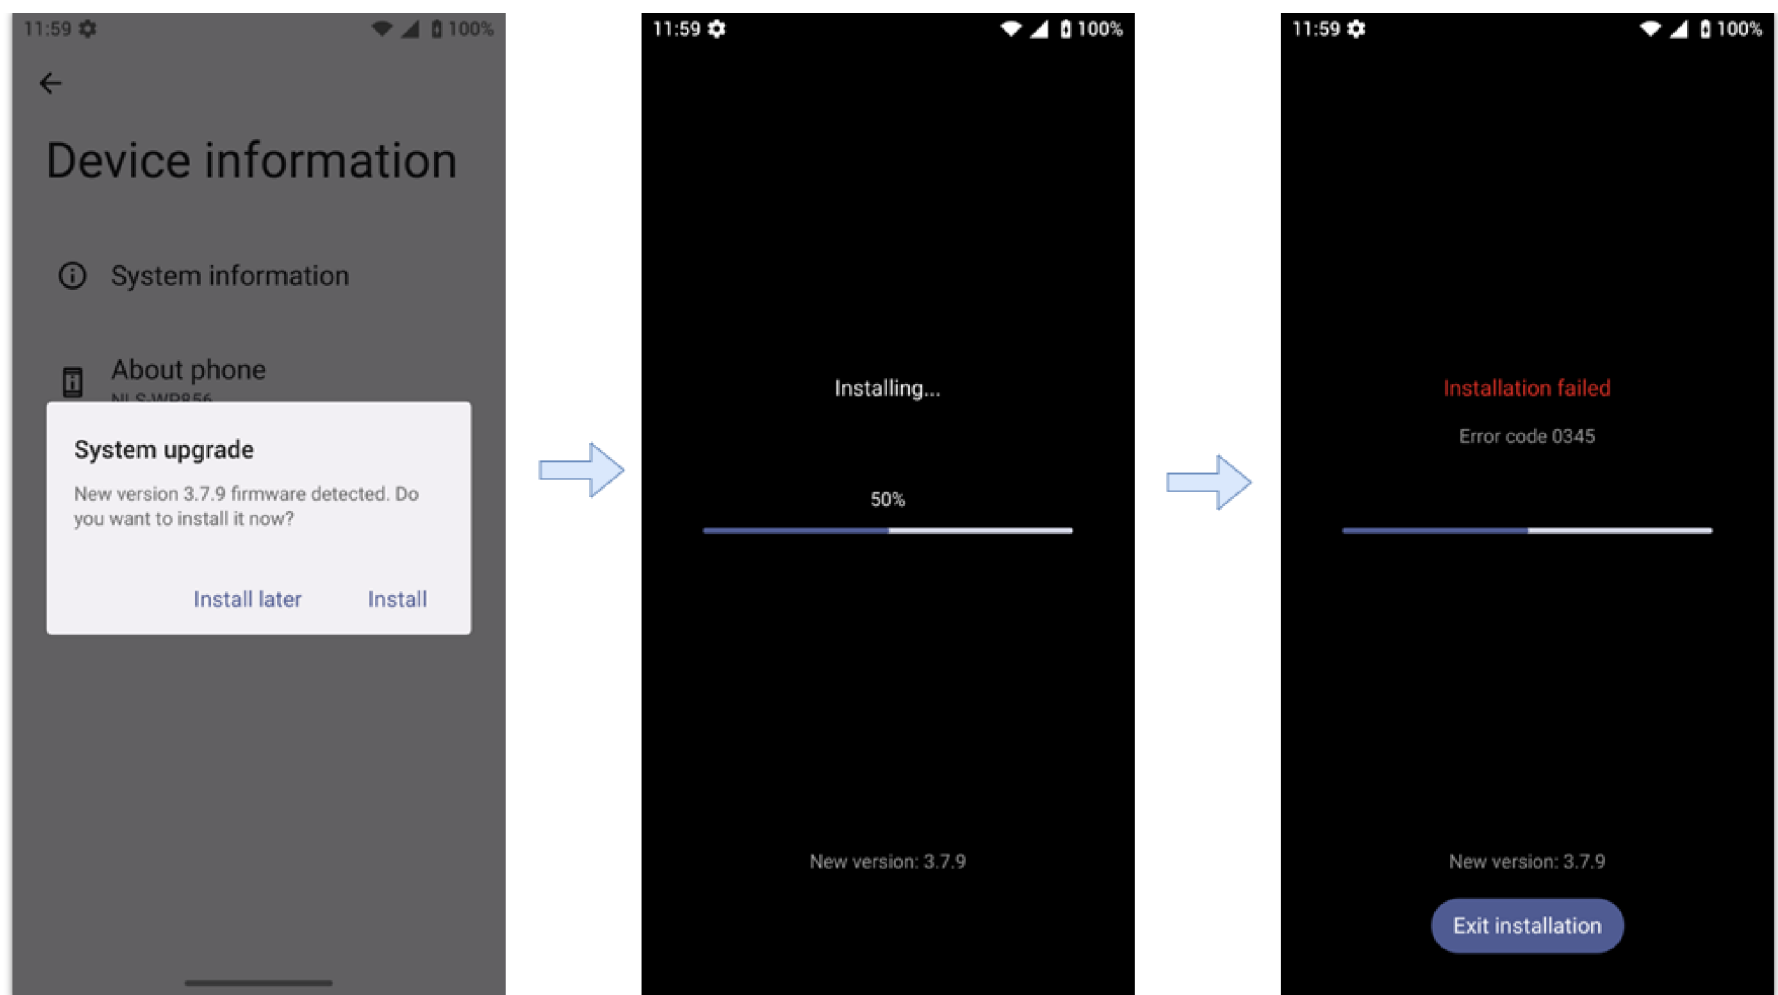 11:59 100%
Device information
System information
About phone
NLS-WP856
System upgrade
New version 3.7.9 firmware detected. Do
you want to install it now?
Install later Install
11:59 100%
Installing...
50%
New version: 3.7.9
11:59 100%
Installation failed
Error code 0345
New version: 3.7.9
Exit installation